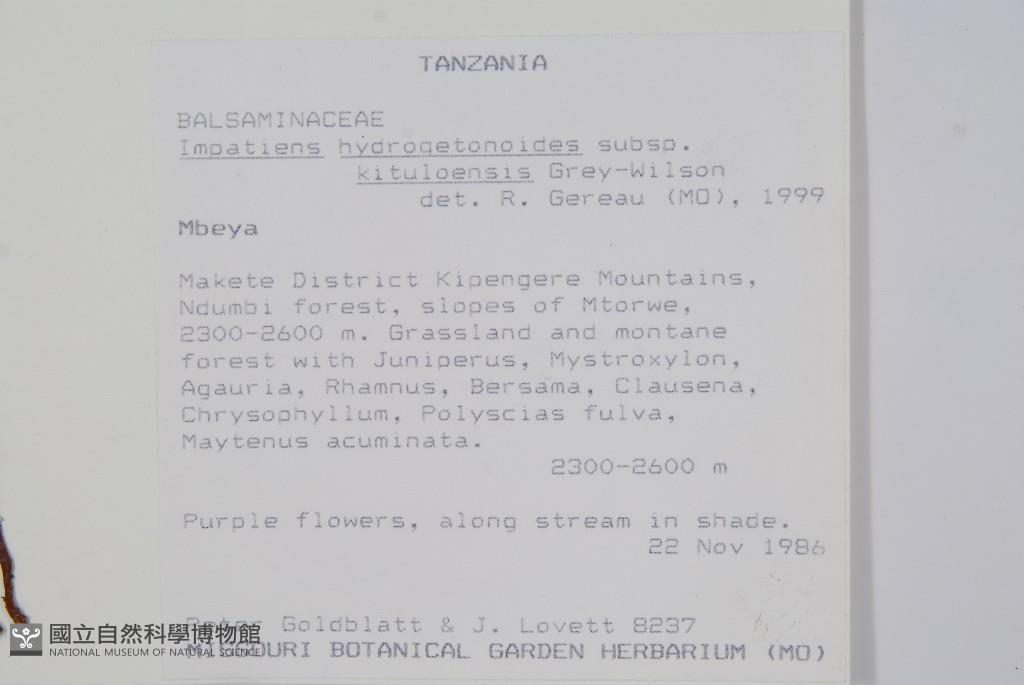 TANZANIA
BALSAMINACEAE
Impatiens hydrogetonoides subsp.
kituloensis Grey-Wilson
det. R. Gereau (MO), 1999
Mbeya
Makete District Kipengere Mountains,
Ndumbi forest, slopes of Mtorwe,
2300-2600 m. Grassland and montane
forest with Juniperus, Mystroxylon,
Agauria, Rhamnus, Bersama, Clausena,
Chrysophyllum, Polyscias fulva,
Maytenus acuminata.
2300-2600 m
Purple flowers, along stream in shade.
22 Nov 1986
Peter Goldblatt & J. Lovett 8237
MISSOURI BOTANICAL GARDEN HERBARIUM (MO)
國立自然科學博物館
NATIONAL MUSEUM OF NATURAL SCIENCE